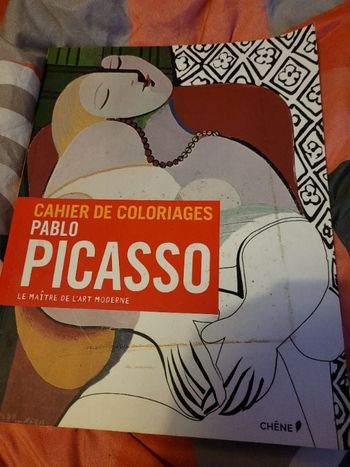 CAHIER DE COLORIAGES
PABLO
PICASSO
LE MAÎTRE DE L'ART MODERNE
CHÊNE